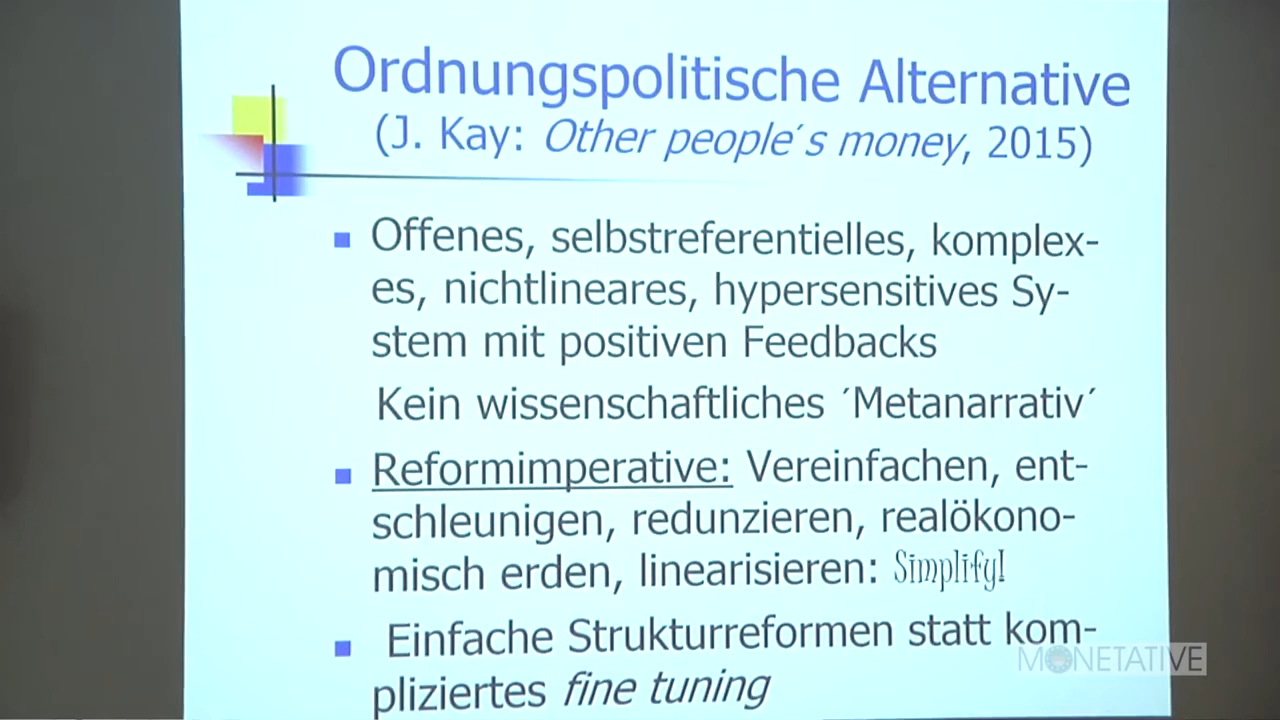 Ordnungspolitische Alternative
(J. Kay: Other people´s money, 2015)
Offenes, selbstreferentielles, komplex-
es, nichtlineares, hypersensitives Sy-
stem mit positiven Feedbacks
Kein wissenschaftliches ´Metanarrativ´
Reformimperative: Vereinfachen, ent-
schleunigen, redunzieren, realökono-
misch erden, linearisieren: Simplify!
Einfache Strukturreformen statt kom-
pliziertes fine tuning
MONETATIVE